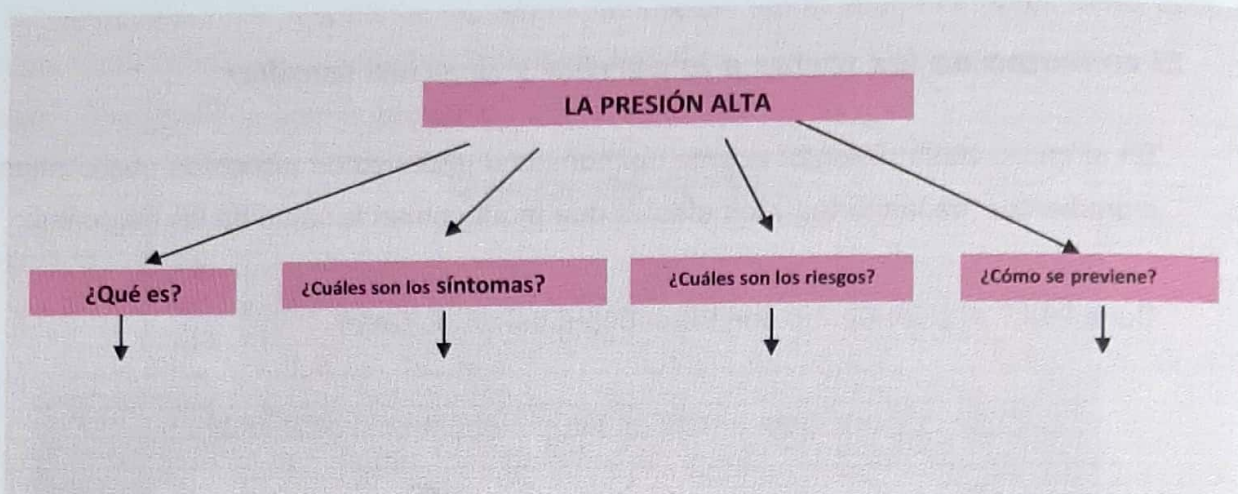 LA PRESIÓN ALTA
¿Qué es?
¿Cuáles son los síntomas?
¿Cuáles son los riesgos?
¿Cómo se previene?